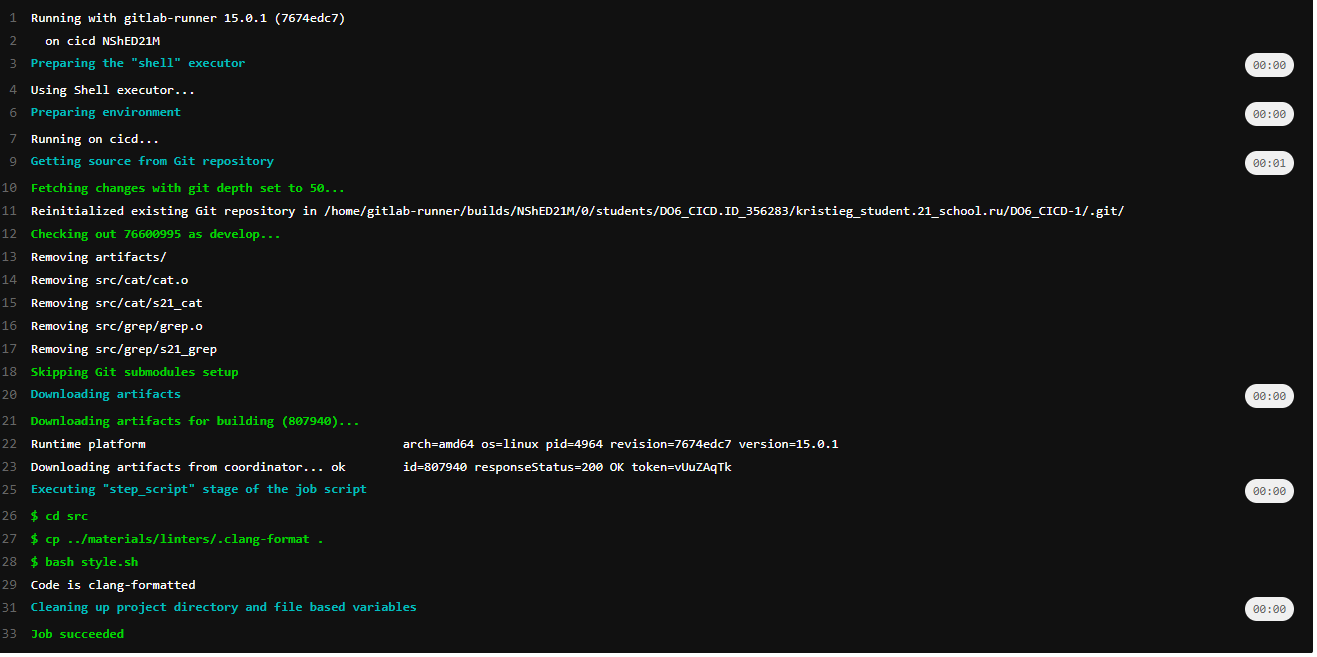 1 Running with gitlab-runner 15.0.1 (7674edc7)
2 on cicd NShED21M
3 Preparing the "shell" executor 00:00
4 Using Shell executor...
6 Preparing environment 00:00
7 Running on cicd...
9 Getting source from Git repository 00:01
10 Fetching changes with git depth set to 50...
11 Reinitialized existing Git repository in /home/gitlab-runner/builds/NShED21M/0/students/DO6_CICD.ID_356283/kristieg_student.21_school.ru/DO6_CICD-1/.git/
12 Checking out 76600995 as develop...
13 Removing artifacts/
14 Removing src/cat/cat.o
15 Removing src/cat/s21_cat
16 Removing src/grep/grep.o
17 Removing src/grep/s21_grep
18 Skipping Git submodules setup
20 Downloading artifacts 00:00
21 Downloading artifacts for building (807940)...
22 Runtime platform arch=amd64 os=linux pid=4964 revision=7674edc7 version=15.0.1
23 Downloading artifacts from coordinator... ok id=807940 responseStatus=200 OK token=vUuZAqTk
25 Executing "step_script" stage of the job script 00:00
26 $ cd src
27 $ cp ../materials/linters/.clang-format .
28 $ bash style.sh
29 Code is clang-formatted
31 Cleaning up project directory and file based variables 00:00
33 Job succeeded